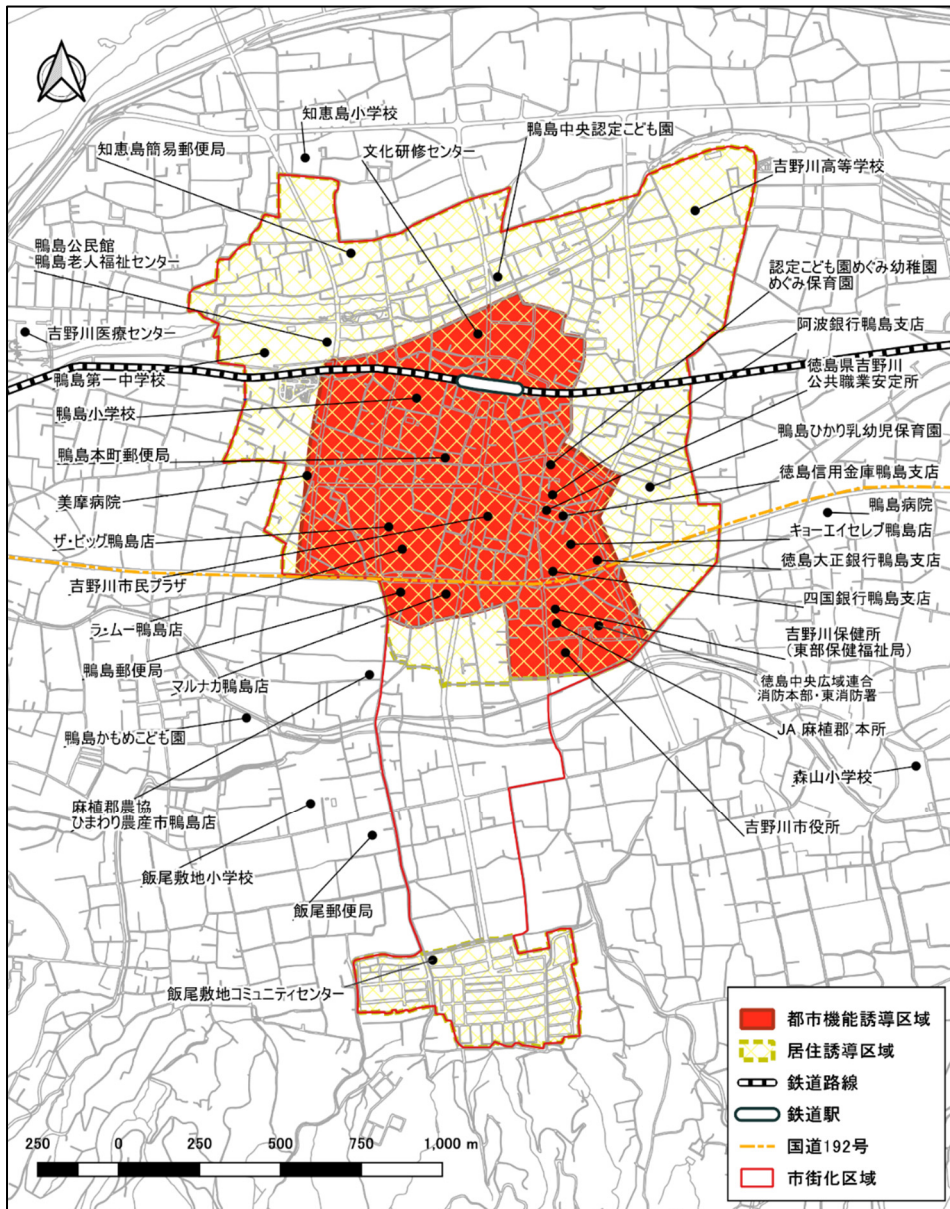 知恵島小学校
鴨島中央認定こども園
知恵島簡易郵便局
文化研修センター
吉野川高等学校
鴨島公民館
鴨島老人福祉センター
認定こども園めぐみ幼稚園
めぐみ保育園
吉野川医療センター
阿波銀行鴨島支店
鴨島第一中学校
徳島県吉野川
公共職業安定所
鴨島小学校
鴨島ひかり乳幼児保育園
鴨島本町郵便局
徳島信用金庫鴨島支店
美摩病院
鴨島病院
ザ・ビッグ鴨島店
キョーエイセレブ鴨島店
徳島大正銀行鴨島支店
吉野川市民プラザ
四国銀行鴨島支店
ラ・ムー鴨島店
吉野川保健所
(東部保健福祉局)
鴨島郵便局
マルナカ鴨島店
徳島中央広域連合
消防本部・東消防署
鴨島かもめこども園
JA 麻植郡 本所
森山小学校
麻植郡農協
ひまわり農産市鴨島店
吉野川市役所
飯尾敷地小学校
飯尾郵便局
飯尾敷地コミュニティセンター
都市機能誘導区域
居住誘導区域
鉄道路線
鉄道駅
国道192号
市街化区域
250 0 250 500 750 1,000 m